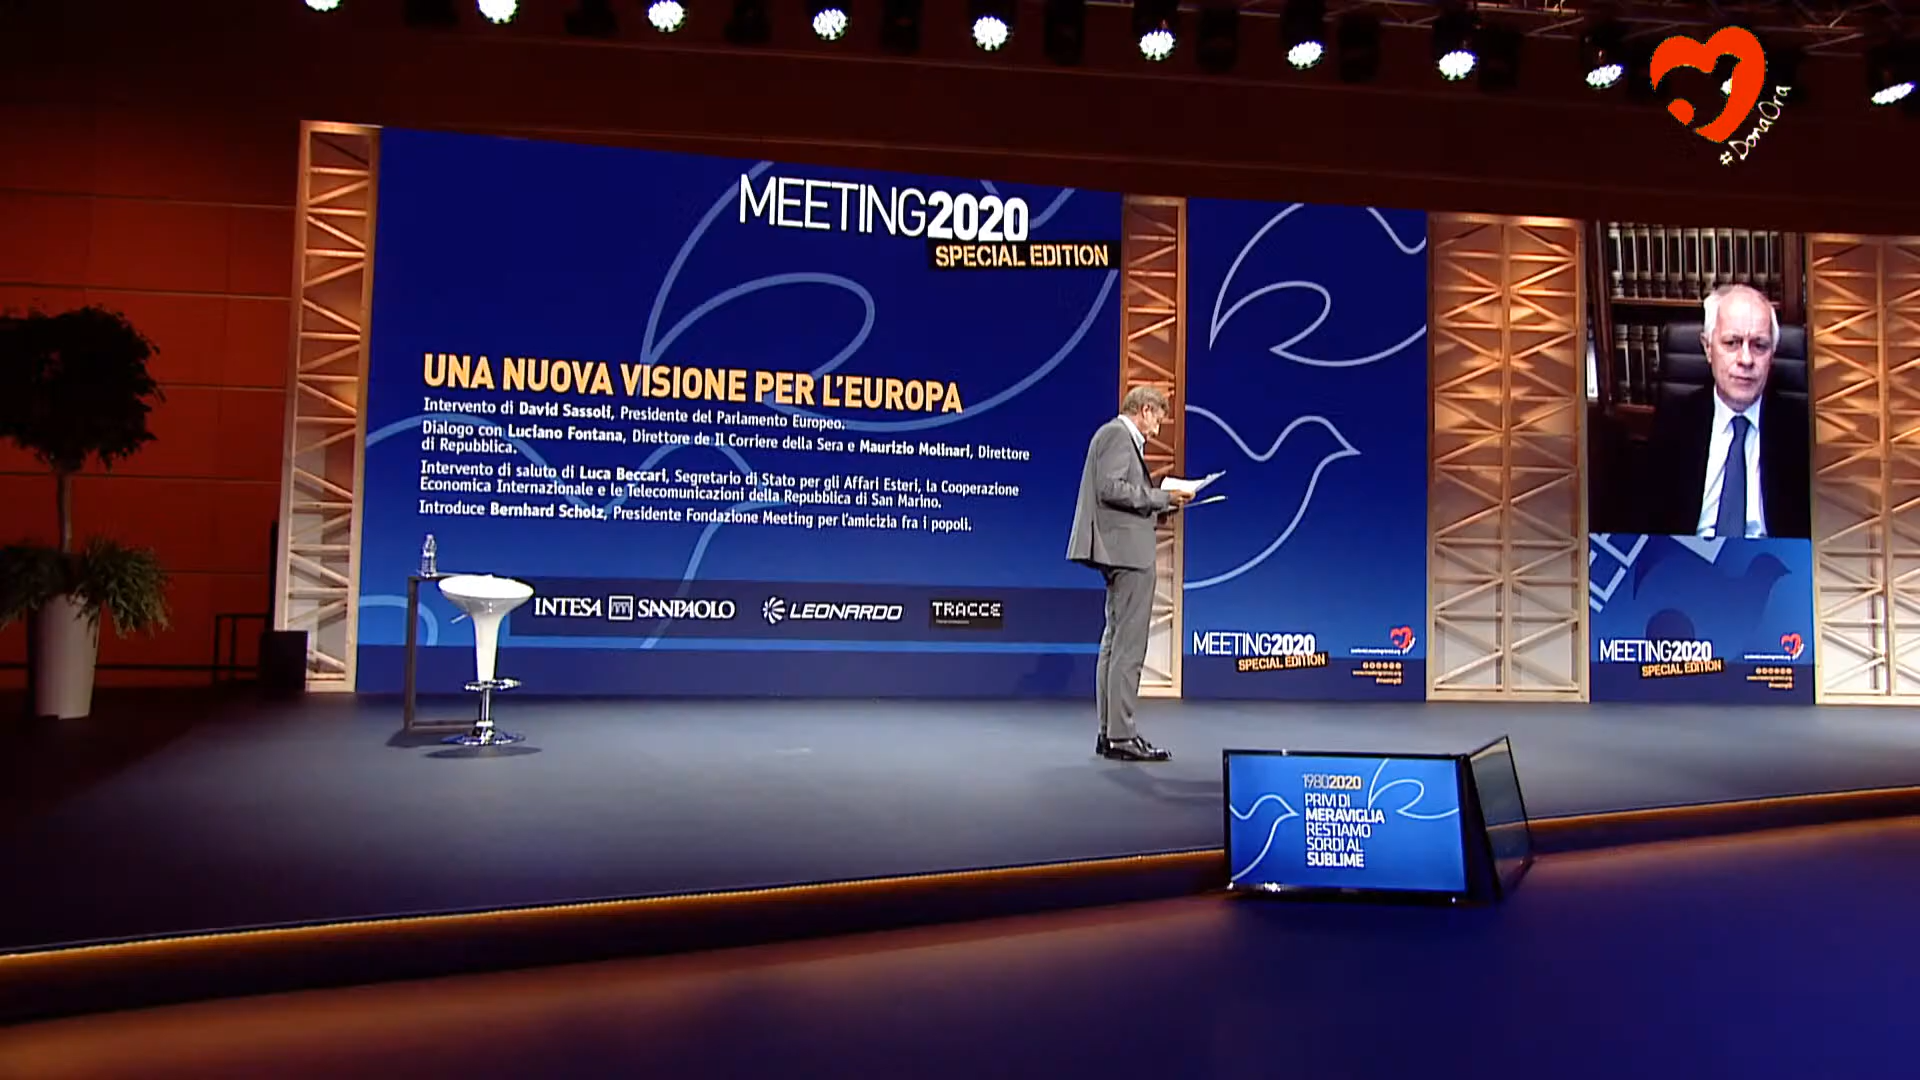 #DonaOra
MEETING2020
SPECIAL EDITION
UNA NUOVA VISIONE PER L'EUROPA
Intervento di David Sassoli, Presidente del Parlamento Europeo.
Dialogo con Luciano Fontana, Direttore de Il Corriere della Sera e Maurizio Molinari, Direttore
di Repubblica.
Intervento di saluto di Luca Beccari, Segretario di Stato per gli Affari Esteri, la Cooperazione
Economica Internazionale e le Telecomunicazioni della Repubblica di San Marino.
Introduce Bernhard Scholz, Presidente Fondazione Meeting per l'amicizia fra i popoli.
INTESA SANPAOLO
LEONARDO
TRACCE
MEETING2020
SPECIAL EDITION
MEETING2020
SPECIAL EDITION
19802020
PRIVI DI
MERAVIGLIA
RESTIAMO
SORDI AL
SUBLIME